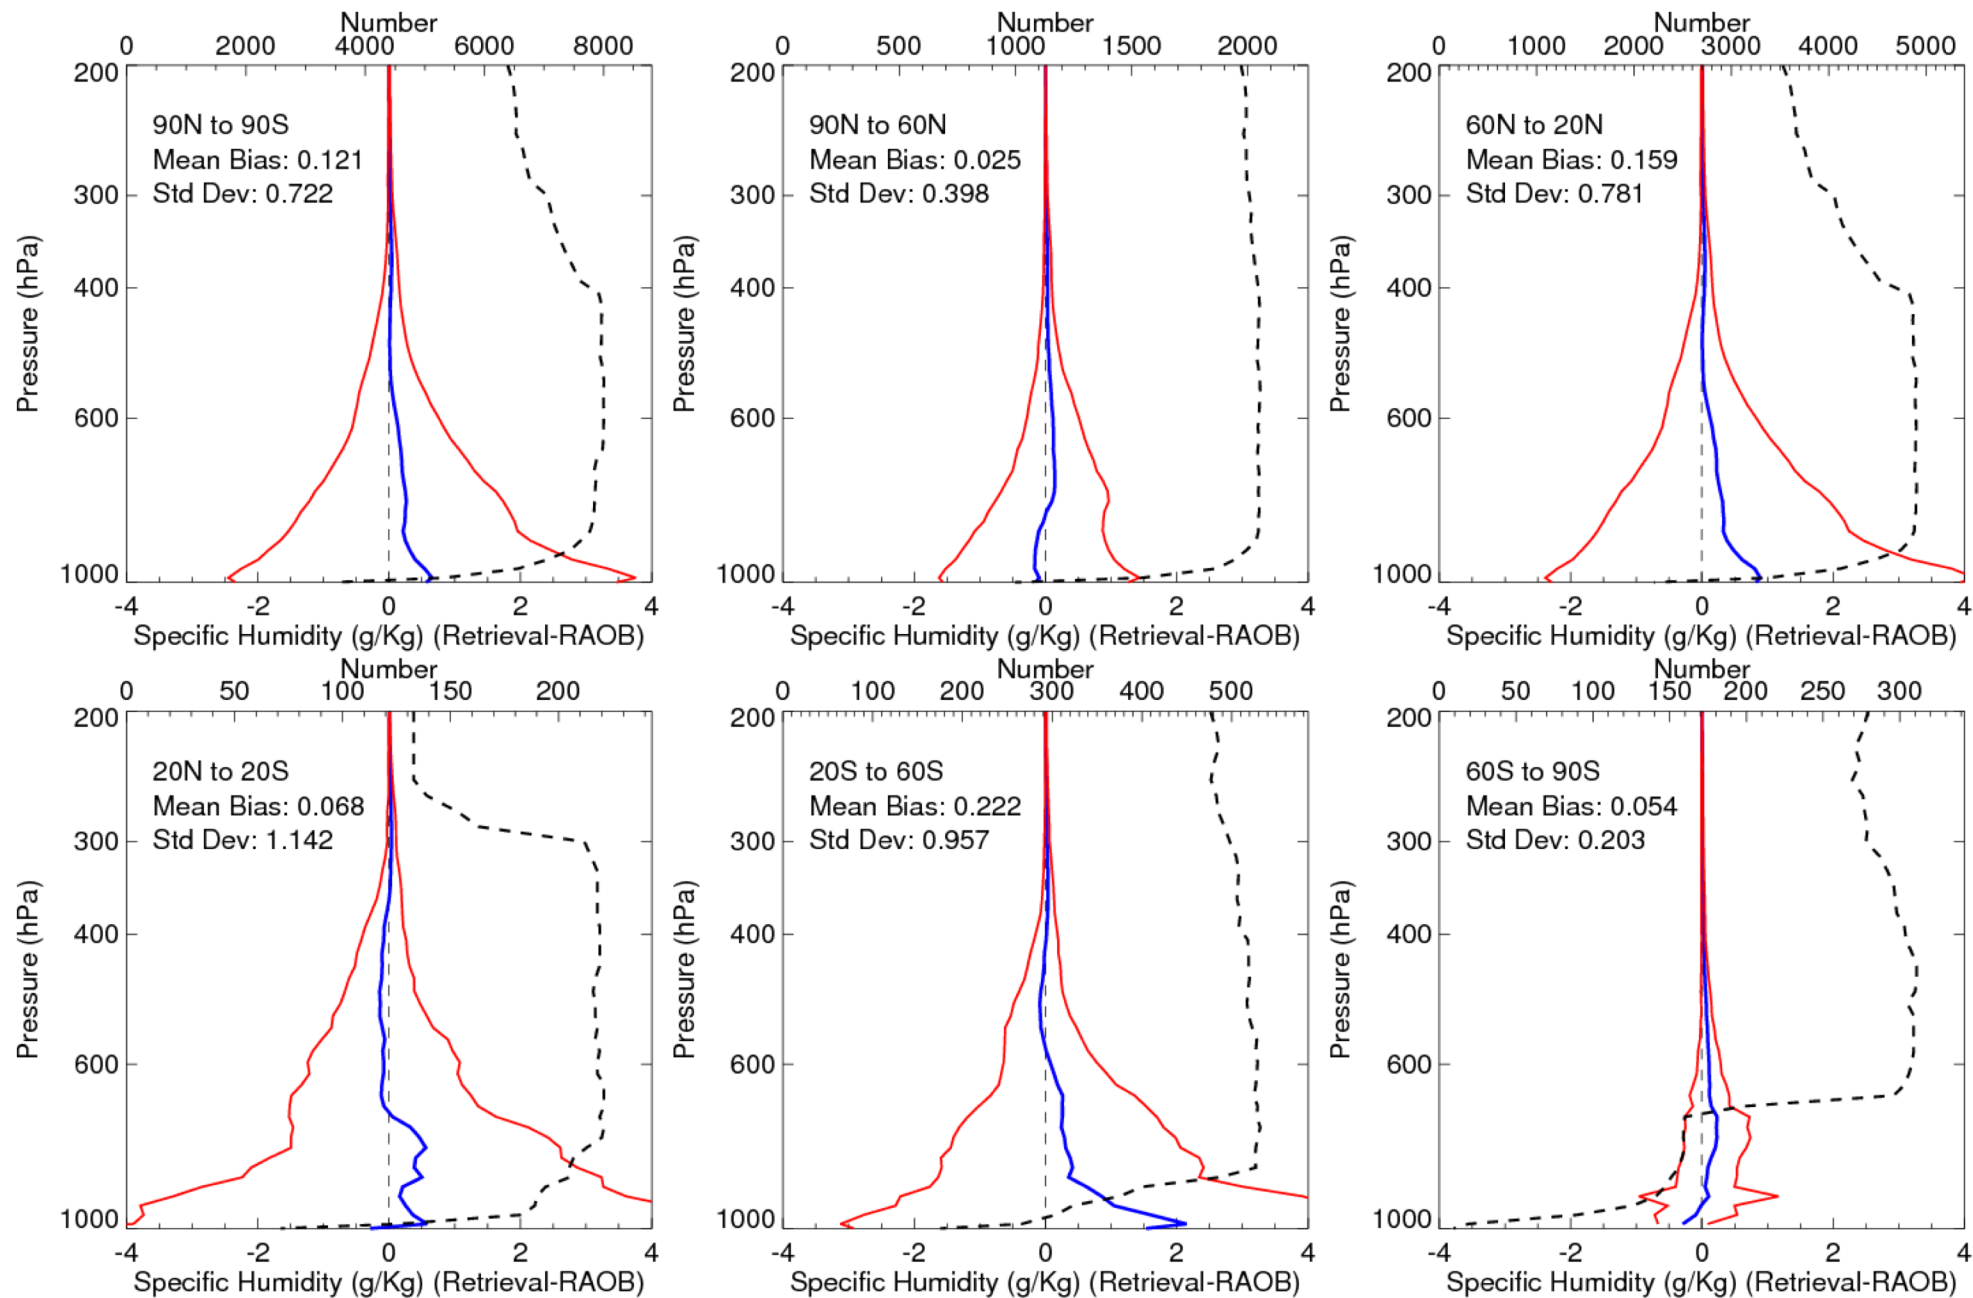 Number Number Number
0 2000 4000 6000 8000 0 500 1000 1500 2000 0 1000 2000 3000 4000 5000
200 200 200
90N to 90S 90N to 60N 60N to 20N
Mean Bias: 0.121 Mean Bias: 0.025 Mean Bias: 0.159
Std Dev: 0.722 Std Dev: 0.398 Std Dev: 0.781
300 300 300
Pressure (hPa) Pressure (hPa) Pressure (hPa)
400 400 400
600 600 600
1000 1000 1000
-4 -2 0 2 4 -4 -2 0 2 4 -4 -2 0 2 4
Specific Humidity (g/Kg) (Retrieval-RAOB) Specific Humidity (g/Kg) (Retrieval-RAOB) Specific Humidity (g/Kg) (Retrieval-RAOB)
Number Number Number
0 50 100 150 200 0 100 200 300 400 500 0 50 100 150 200 250 300
200 200 200
20N to 20S 20S to 60S 60S to 90S
Mean Bias: 0.068 Mean Bias: 0.222 Mean Bias: 0.054
Std Dev: 1.142 Std Dev: 0.957 Std Dev: 0.203
300 300 300
Pressure (hPa) Pressure (hPa) Pressure (hPa)
400 400 400
600 600 600
1000 1000 1000
-4 -2 0 2 4 -4 -2 0 2 4 -4 -2 0 2 4
Specific Humidity (g/Kg) (Retrieval-RAOB) Specific Humidity (g/Kg) (Retrieval-RAOB) Specific Humidity (g/Kg) (Retrieval-RAOB)